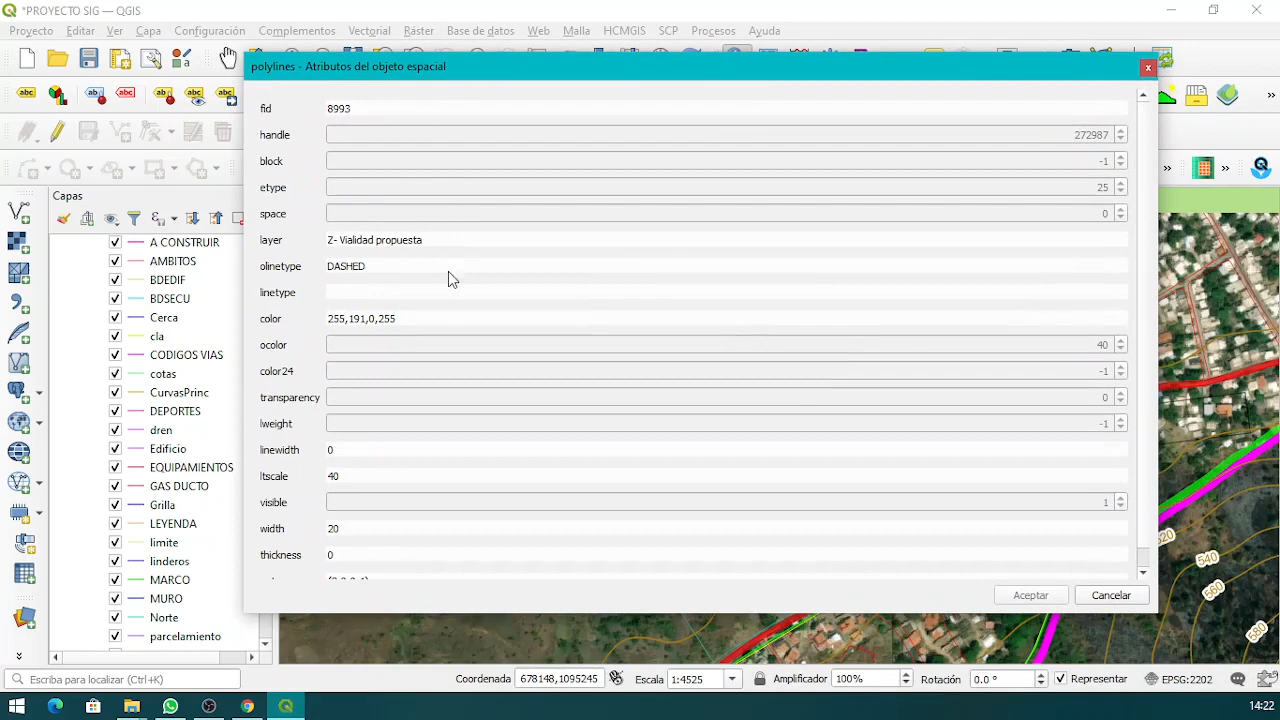 *PROYECTO SIG — QGIS
Proyecto Editar Ver Capa Configuración Complementos Vectorial Ráster Base de datos Web Malla HCMGIS SCP Procesos Ayuda
polylines - Atributos del objeto espacial
fid 8993
handle 272987
block -1
etype 25
space 0
layer Z- Vialidad propuesta
olinetype DASHED
linetype
color 255,191,0,255
ocolor 40
color24 -1
transparency 0
lweight -1
linewidth 0
ltscale 40
visible 1
width 20
thickness 0
Aceptar Cancelar
abc abc abc abc abc abc
Capas
A CONSTRUIR
AMBITOS
BDEDIF
BDSECU
Cerca
cla
CODIGOS VIAS
cotas
CurvasPrinc
DEPORTES
dren
Edificio
EQUIPAMIENTOS
GAS DUCTO
Grilla
LEYENDA
limite
linderos
MARCO
MURO
Norte
parcelamiento
520
540
560
580
Escriba para localizar (Ctrl+K) Coordenada 678148,1095245 Escala 1:4525 Amplificador 100% Rotación 0.0 ° Representar EPSG:2202
14:22